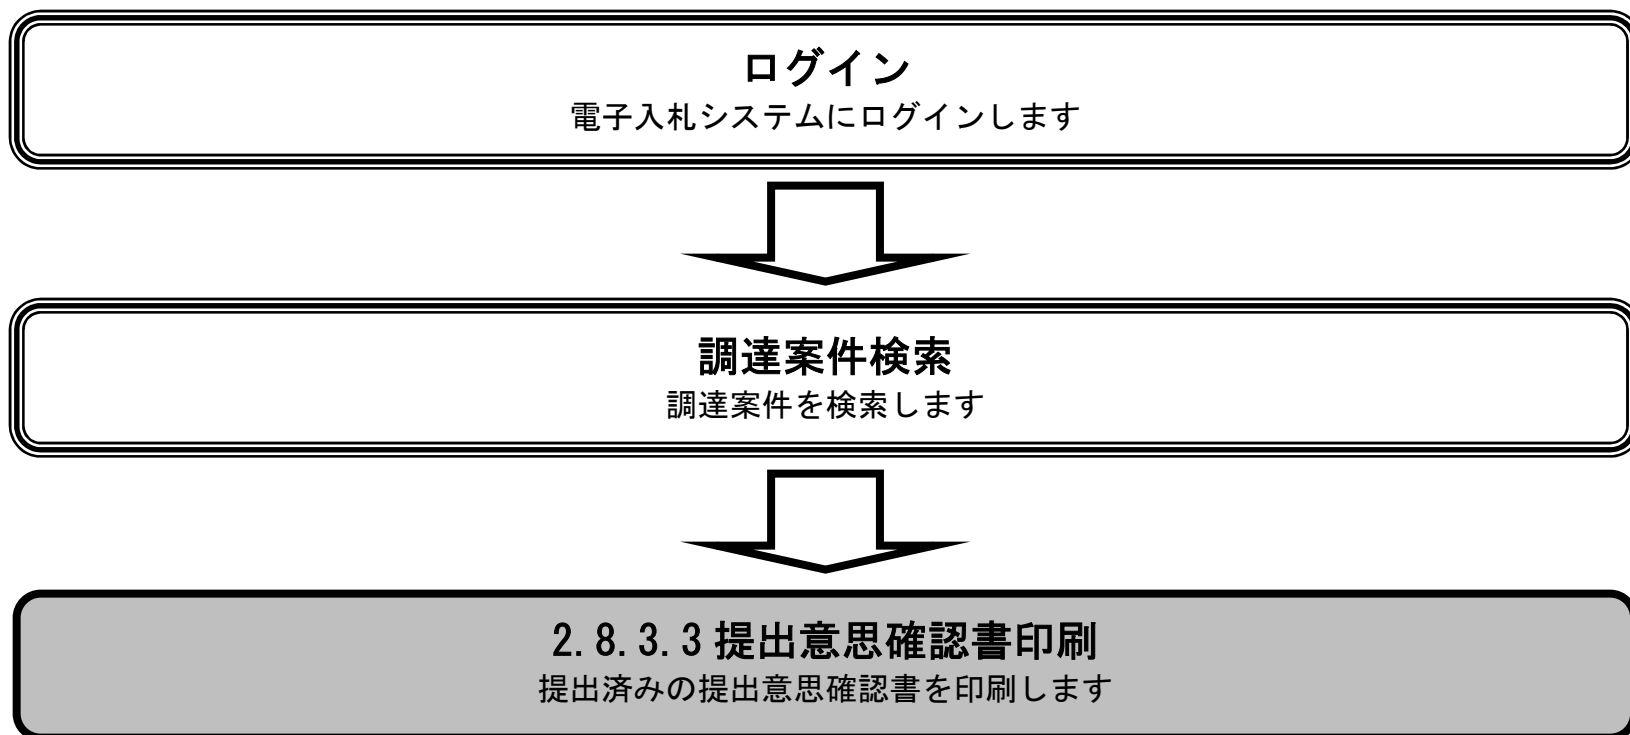 ログイン
電子入札システムにログインします
調達案件検索
調達案件を検索します
2.8.3.3 提出意思確認書印刷
提出済みの提出意思確認書を印刷します